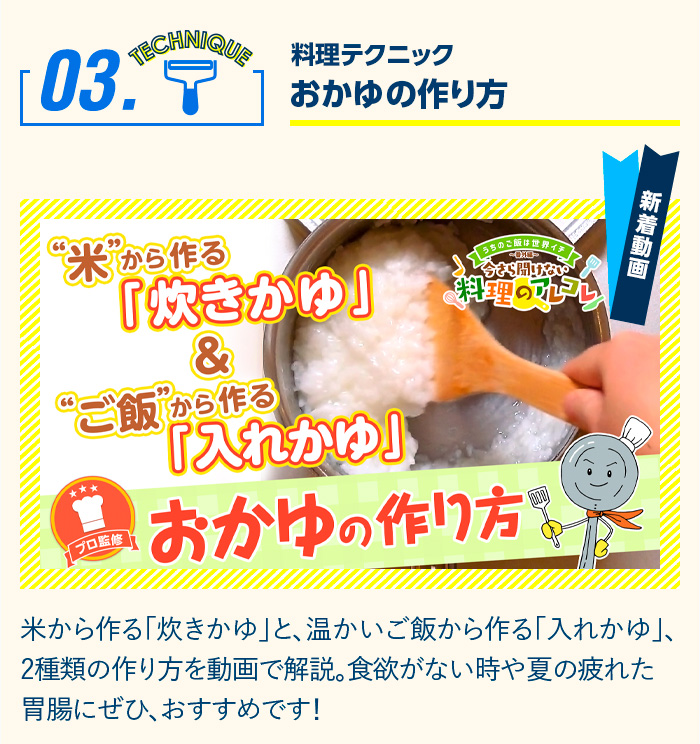 03.
TECHNIQUE
料理テクニック
おかゆの作り方
新着動画
“米”から作る
「炊きかゆ」
&
“ご飯”から作る
「入れかゆ」
うちのご飯は世界イチ
～番外編～
今さら聞けない
料理のアレコレ
プロ監修
おかゆの作り方
米から作る「炊きかゆ」と、温かいご飯から作る「入れかゆ」、
2種類の作り方を動画で解説。食欲がない時や夏の疲れた
胃腸にぜひ、おすすめです！